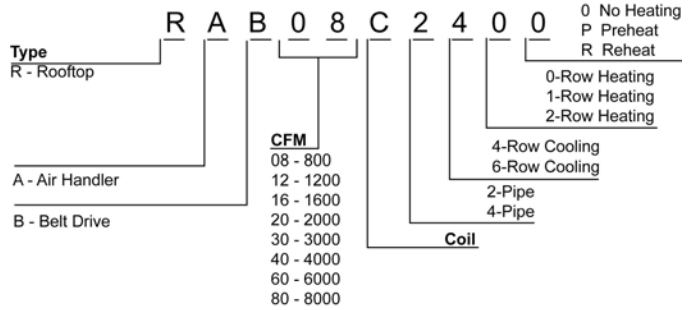 R A B 0 8 C 2 4 0 0
0 No Heating
P Preheat
R Reheat
Type
R - Rooftop
0-Row Heating
1-Row Heating
2-Row Heating
CFM
08 - 800
12 - 1200
16 - 1600
20 - 2000
30 - 3000
40 - 4000
60 - 6000
80 - 8000
4-Row Cooling
6-Row Cooling
A - Air Handler
2-Pipe
4-Pipe
B - Belt Drive
Coil